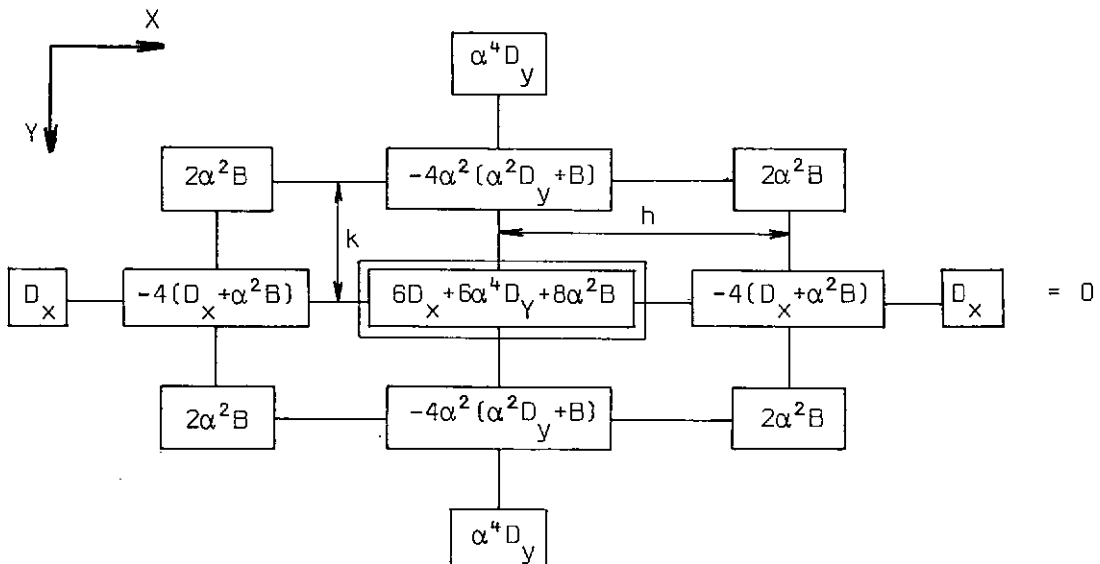 X
α⁴D_y
Y
2α²B -4α²(α²D_y+B) 2α²B
h
k
D_x -4(D_x+α²B) 6D_x+6α⁴D_Y+8α²B -4(D_x+α²B) D_x = 0
2α²B -4α²(α²D_y+B) 2α²B
α⁴D_y